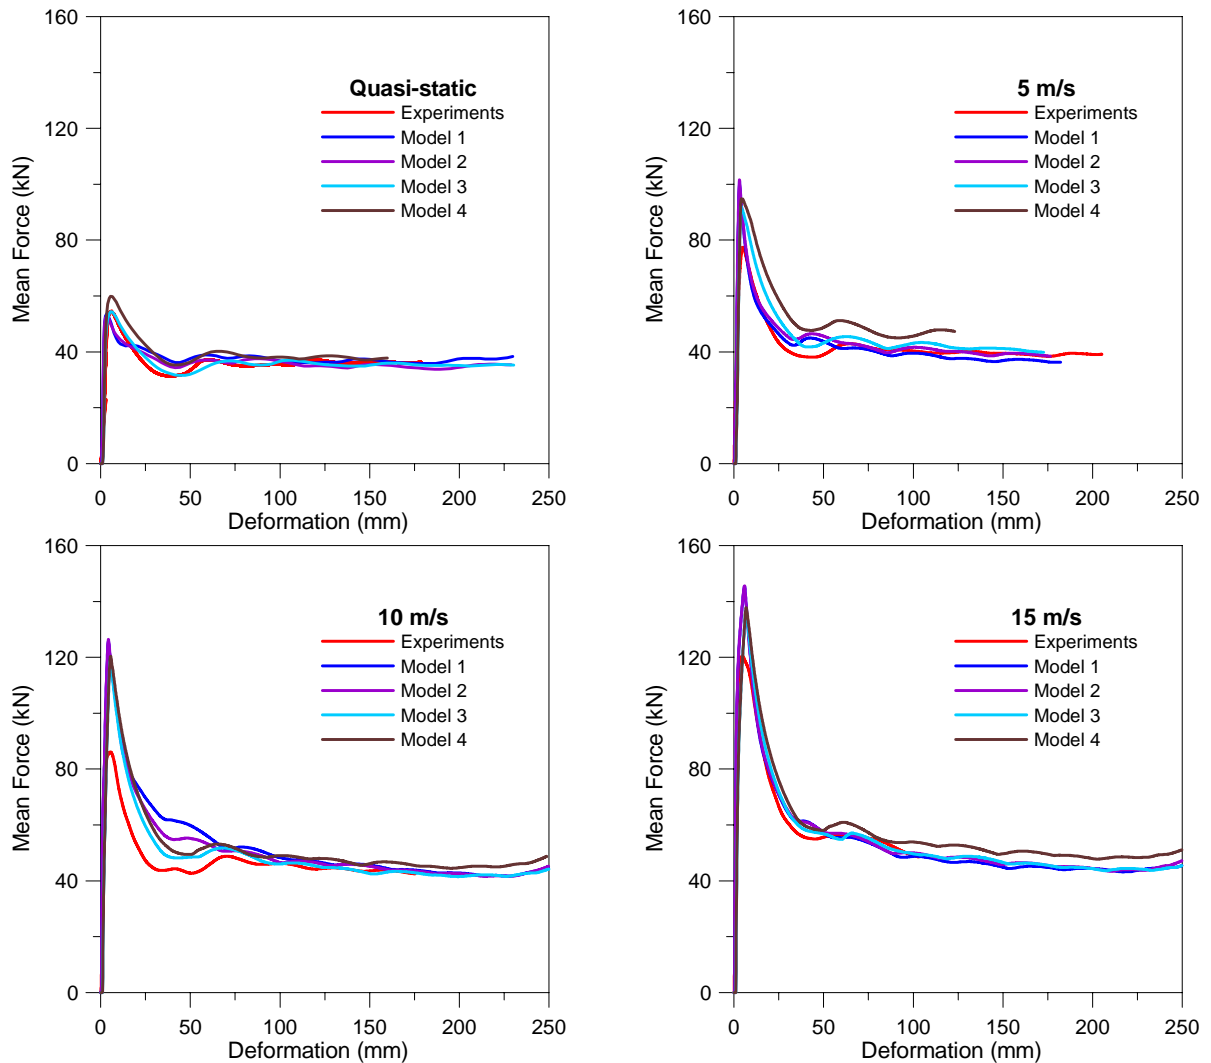 160
120
80
40
0
Mean Force (kN)
Quasi-static
Experiments
Model 1
Model 2
Model 3
Model 4
0 50 100 150 200 250
Deformation (mm)
160
120
80
40
0
Mean Force (kN)
5 m/s
Experiments
Model 1
Model 2
Model 3
Model 4
0 50 100 150 200 250
Deformation (mm)
160
120
80
40
0
Mean Force (kN)
10 m/s
Experiments
Model 1
Model 2
Model 3
Model 4
0 50 100 150 200 250
Deformation (mm)
160
120
80
40
0
Mean Force (kN)
15 m/s
Experiments
Model 1
Model 2
Model 3
Model 4
0 50 100 150 200 250
Deformation (mm)